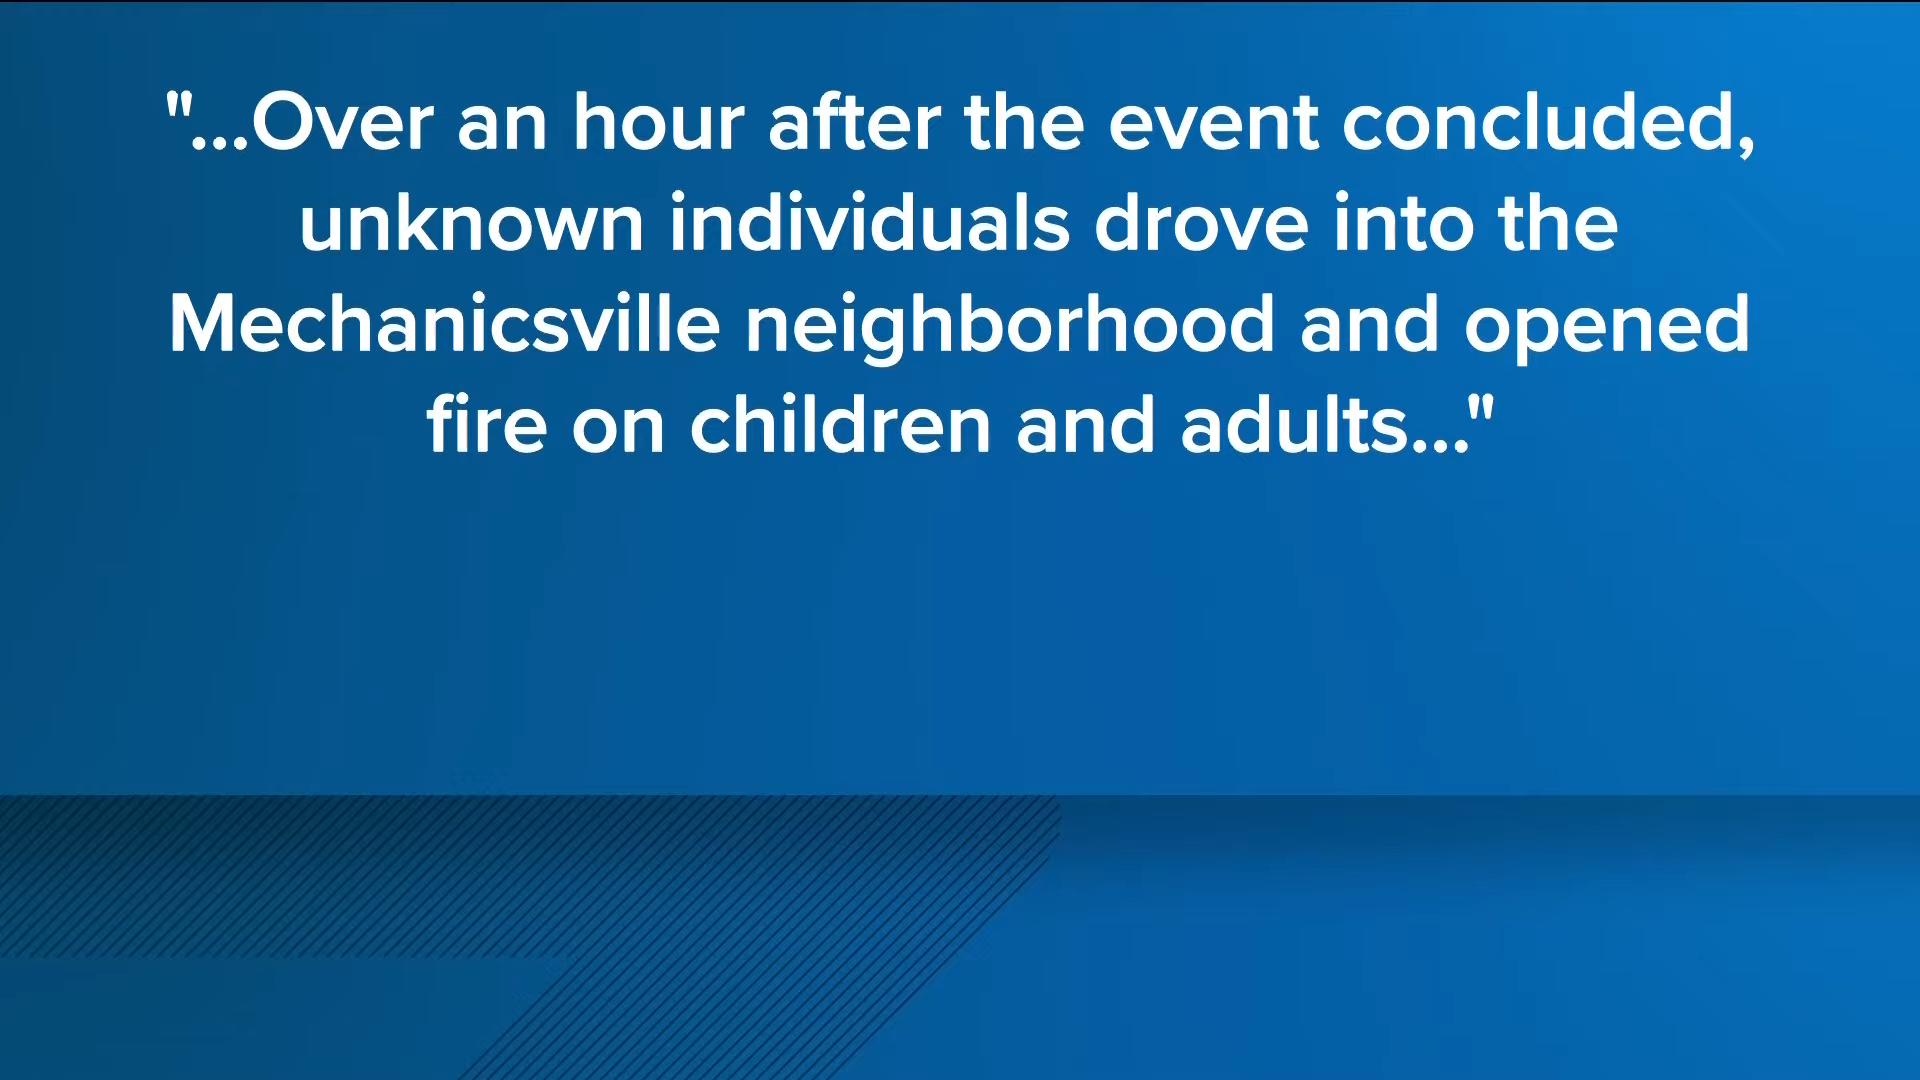 "...Over an hour after the event concluded,
unknown individuals drove into the
Mechanicsville neighborhood and opened
fire on children and adults..."